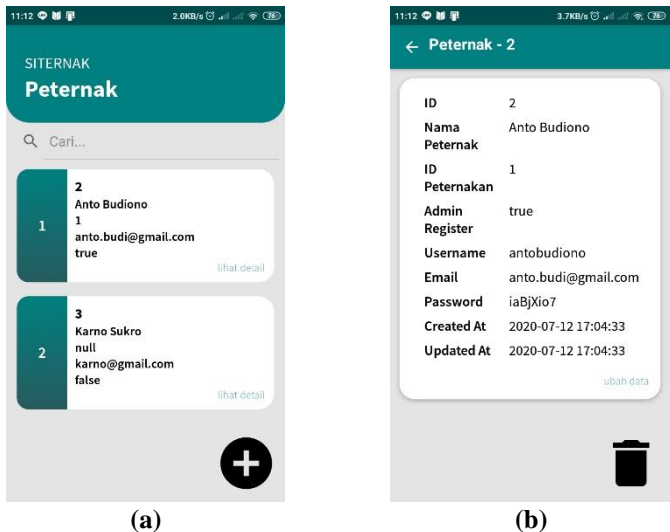 11:12 2.0KB/s 76
SITERNAK
Peternak
Cari...
1
2
Anto Budiono
1
anto.budi@gmail.com
true
lihat detail
2
3
Karno Sukro
null
karno@gmail.com
false
lihat detail
(a)
11:12 3.7KB/s 76
Peternak - 2
ID 2
Nama Anto Budiono
Peternak
ID 1
Peternakan
Admin true
Register
Username antobudiono
Email anto.budi@gmail.com
Password iaBjXio7
Created At 2020-07-12 17:04:33
Updated At 2020-07-12 17:04:33
ubah data
(b)